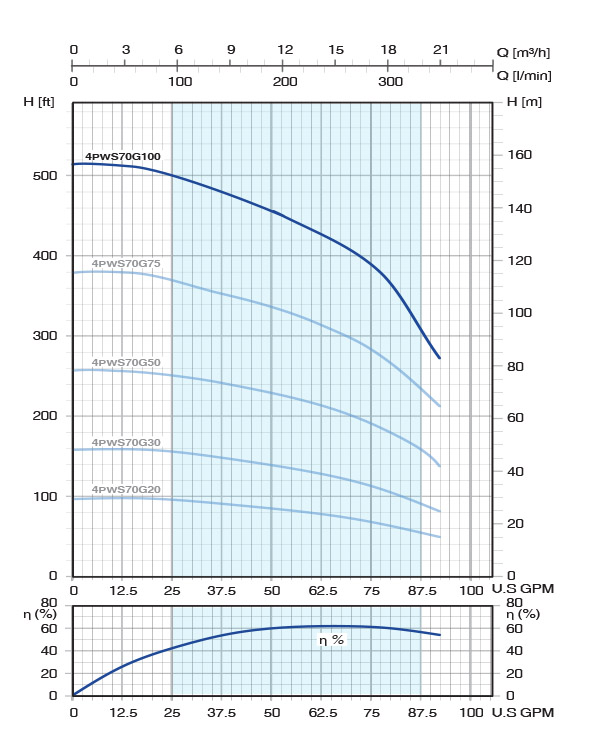 0 3 6 9 12 15 18 21 Q [m³/h]
0 100 200 300 Q [l/min]
H [ft] H [m]
4PWS70G100
160
500
140
400
4PWS70G75
120
100
300
4PWS70G50
80
200
60
4PWS70G30
40
100
4PWS70G20
20
0 0
0 12.5 25 37.5 50 62.5 75 87.5 100 U.S GPM
80 80
η (%) η (%)
60 60
η %
40 40
20 20
0 0
0 12.5 25 37.5 50 62.5 75 87.5 100 U.S GPM